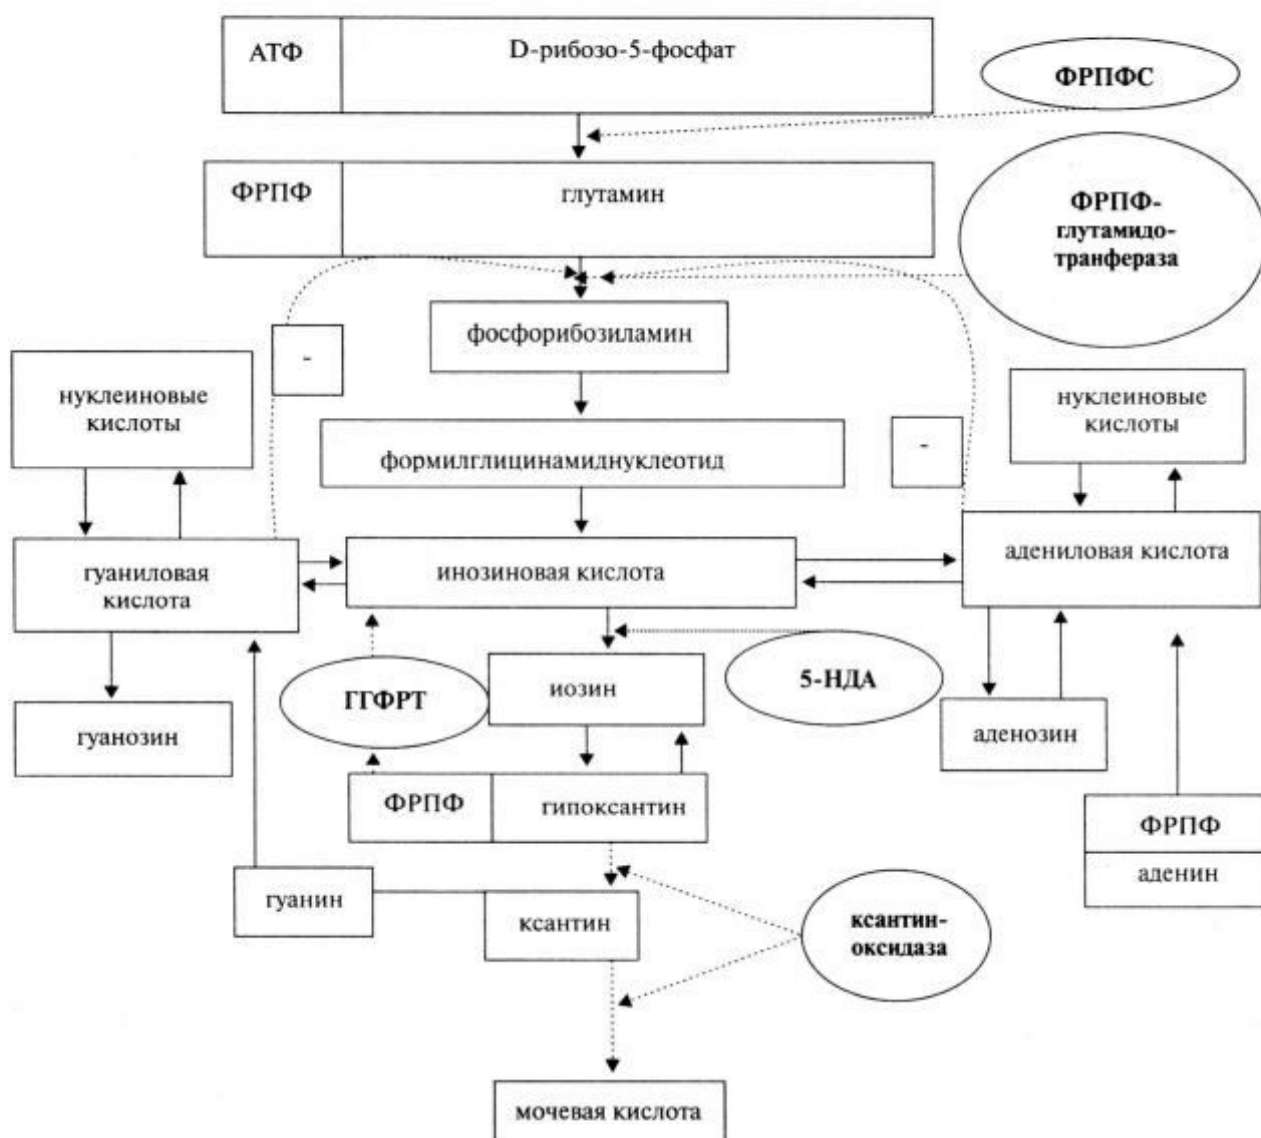 АТФ
D-рибозо-5-фосфат
ФРПФС
ФРПФ
глутамин
ФРПФ-
глутамидо-
транфераза
фосфорибозиламин
-
нуклеиновые
кислоты
нуклеиновые
кислоты
формилглицинамиднуклеотид
-
гуаниловая
кислота
инозиновая кислота
адениловая кислота
ГГФРТ
иозин
5-НДА
гуанозин
аденозин
ФРПФ
гипоксантин
ФРПФ
аденин
гуанин
ксантин
ксантин-
оксидаза
мочевая кислота